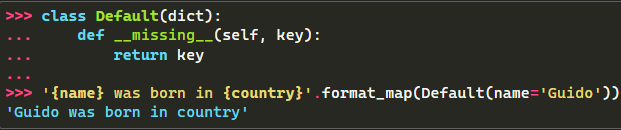 >>> class Default(dict):
...     def __missing__(self, key):
...         return key
...
>>> '{name} was born in {country}'.format_map(Default(name='Guido'))
'Guido was born in country'